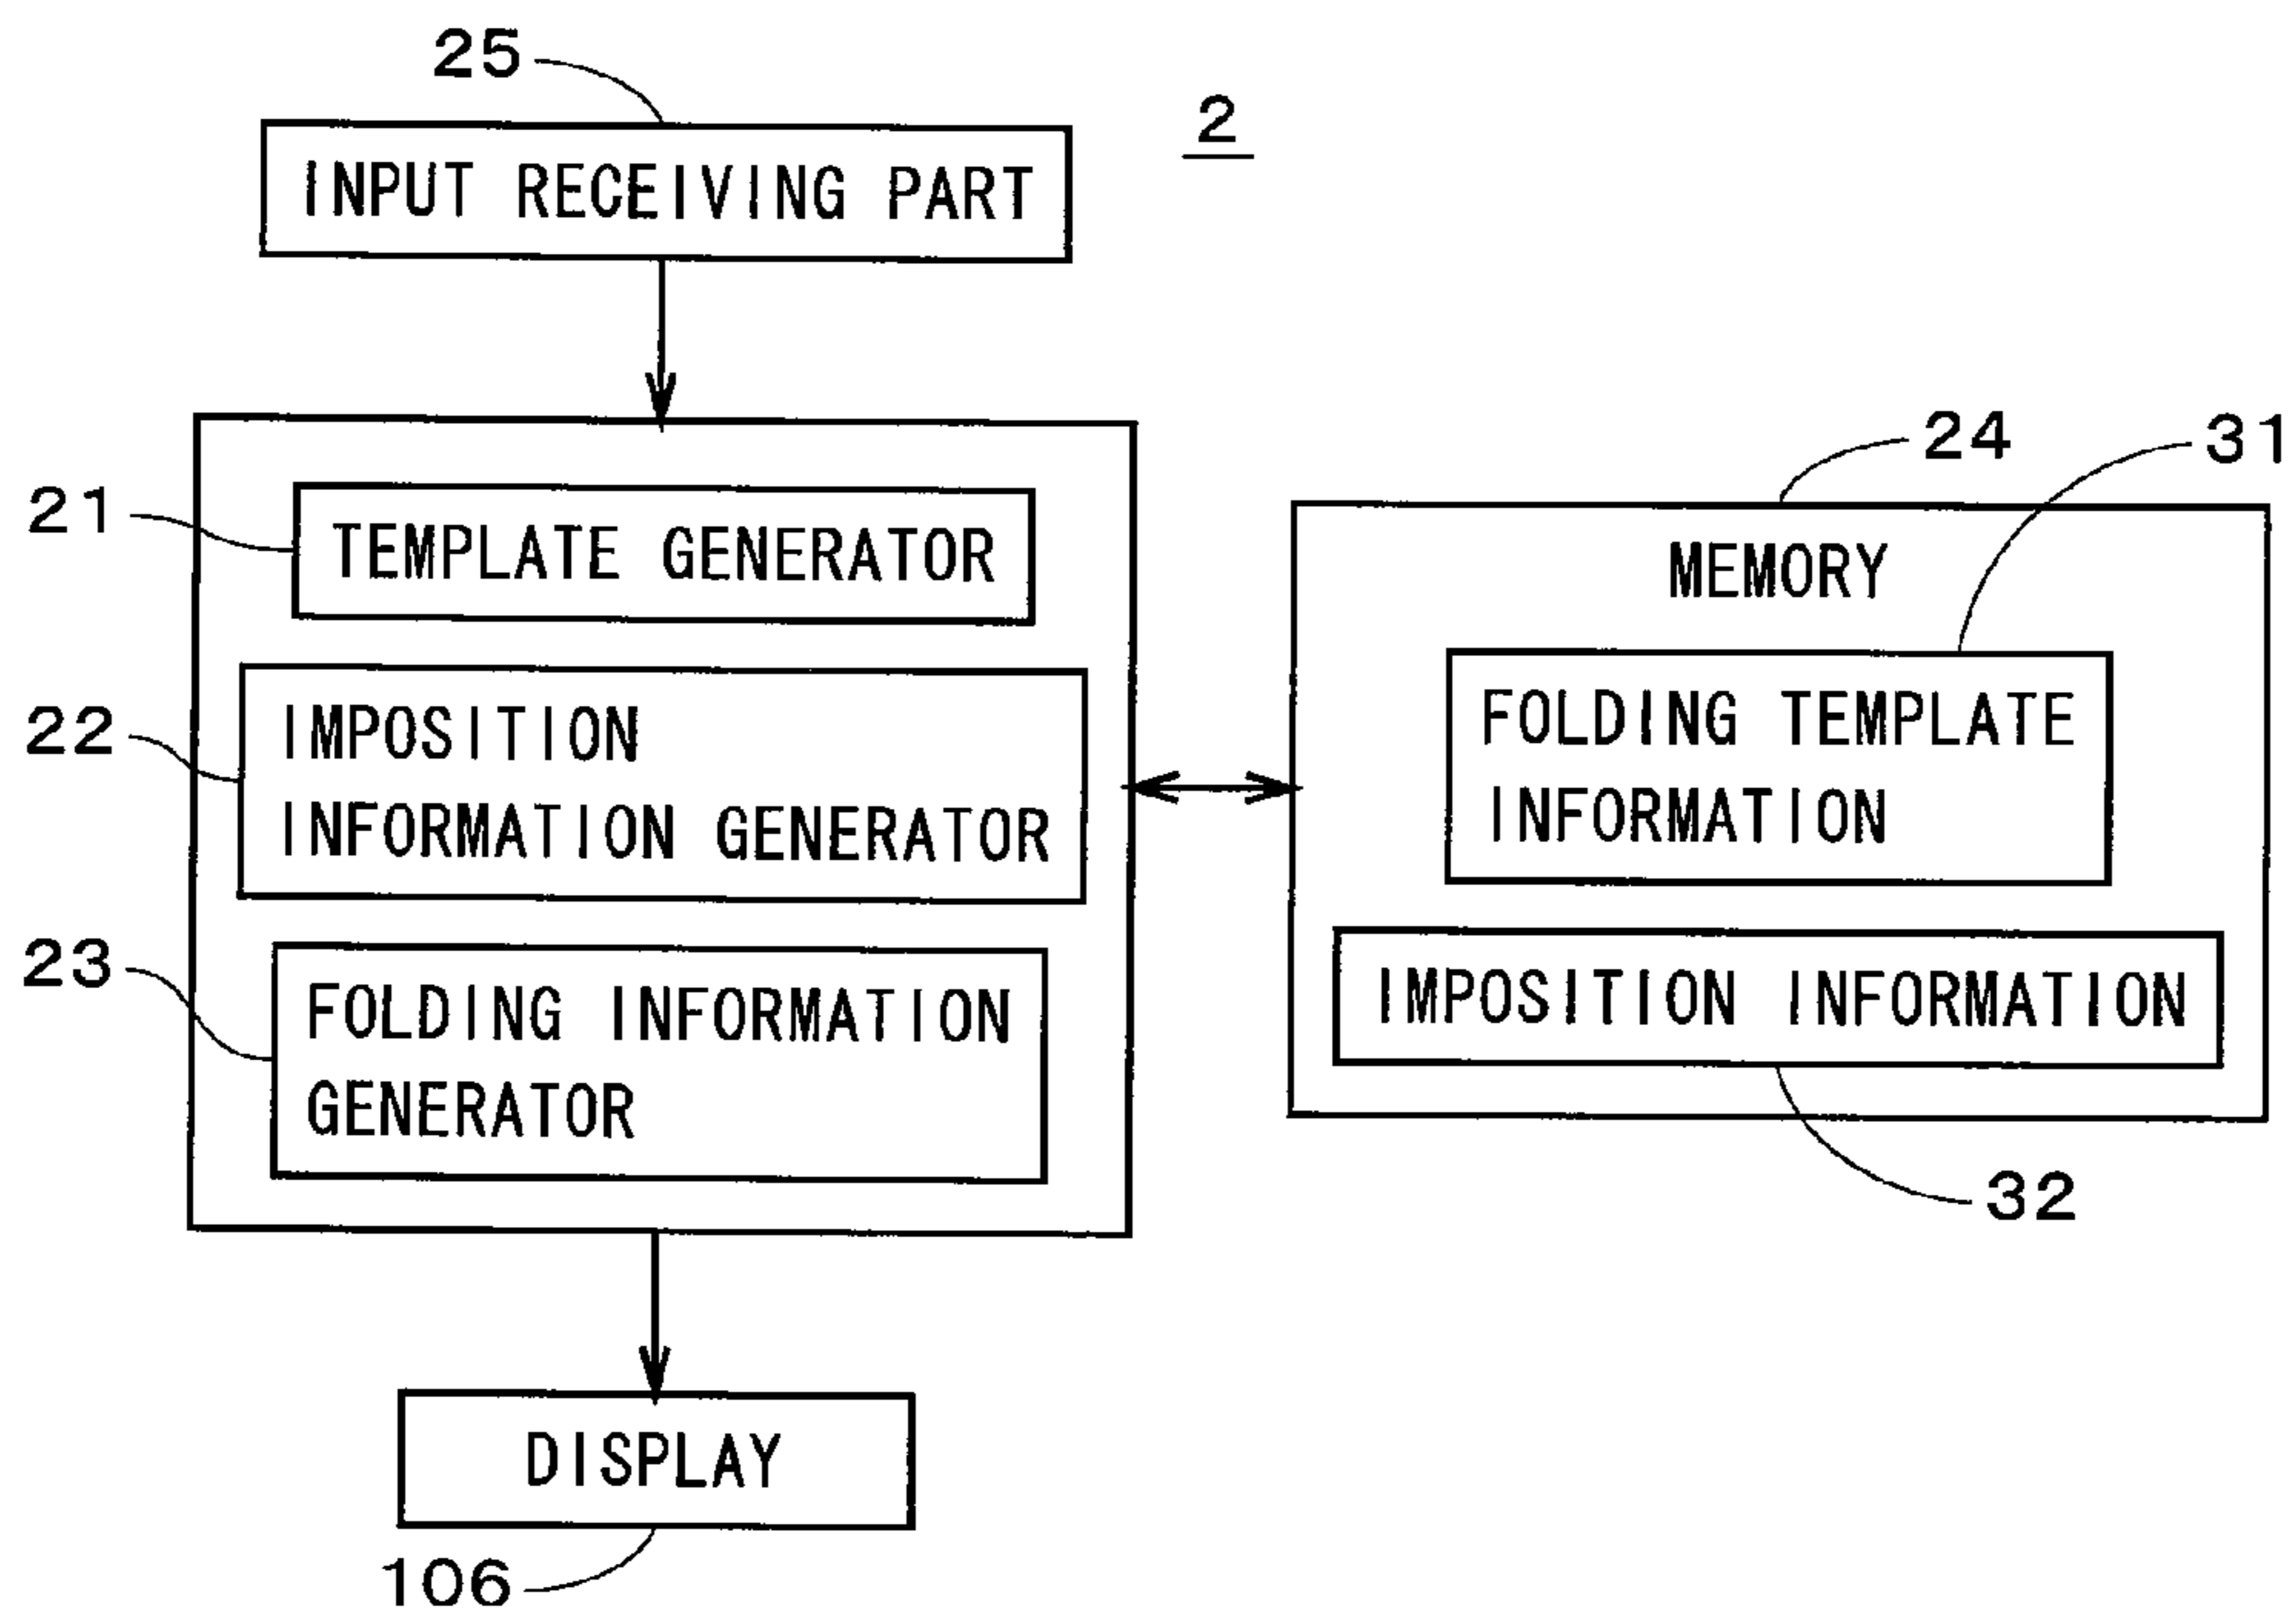 25
2
INPUT RECEIVING PART
24
31
21
TEMPLATE GENERATOR
MEMORY
22
IMPOSITION
INFORMATION GENERATOR
FOLDING TEMPLATE
INFORMATION
23
FOLDING INFORMATION
GENERATOR
IMPOSITION INFORMATION
32
DISPLAY
106